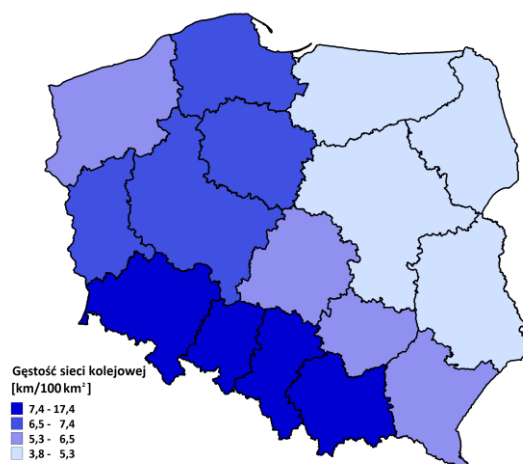 Gęstość sieci kolejowej
[km/100 km²]
7,4 - 17,4
6,5 - 7,4
5,3 - 6,5
3,8 - 5,3